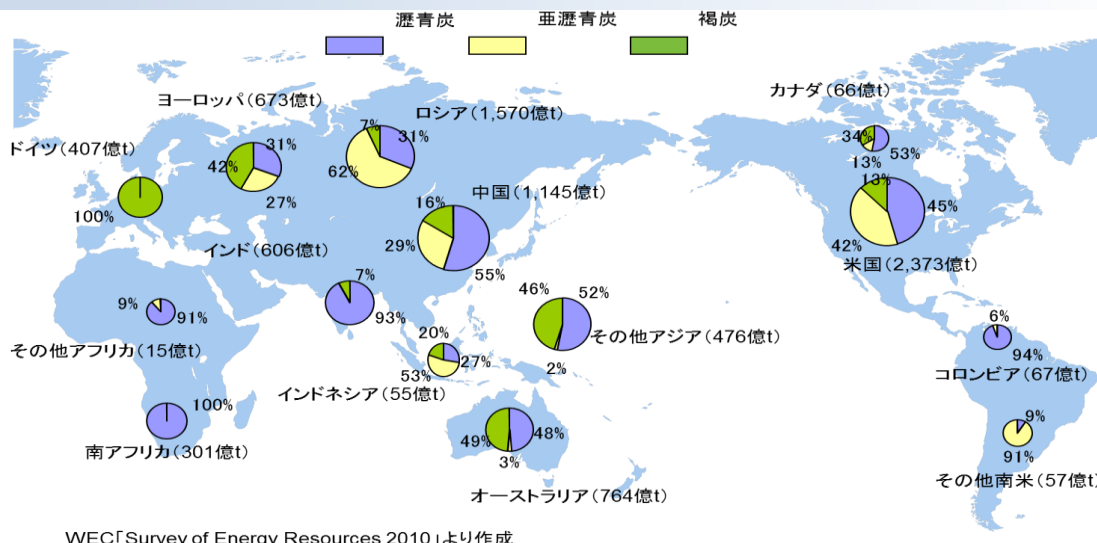 瀝青炭
亜瀝青炭
褐炭
ヨーロッパ(673億t)
31%
42%
27%
ロシア(1,570億t)
7%
31%
62%
カナダ(66億t)
34%
53%
13%
ドイツ(407億t)
100%
中国(1,145億t)
16%
29%
55%
13%
45%
42%
米国(2,373億t)
インド(606億t)
7%
93%
9%
91%
その他アフリカ(15億t)
46%
52%
その他アジア(476億t)
2%
20%
27%
53%
インドネシア(55億t)
6%
94%
コロンビア(67億t)
100%
南アフリカ(301億t)
49%
48%
3%
オーストラリア(764億t)
9%
91%
その他南米(57億t)
WEC「Survey of Energy Resources 2010」より作成